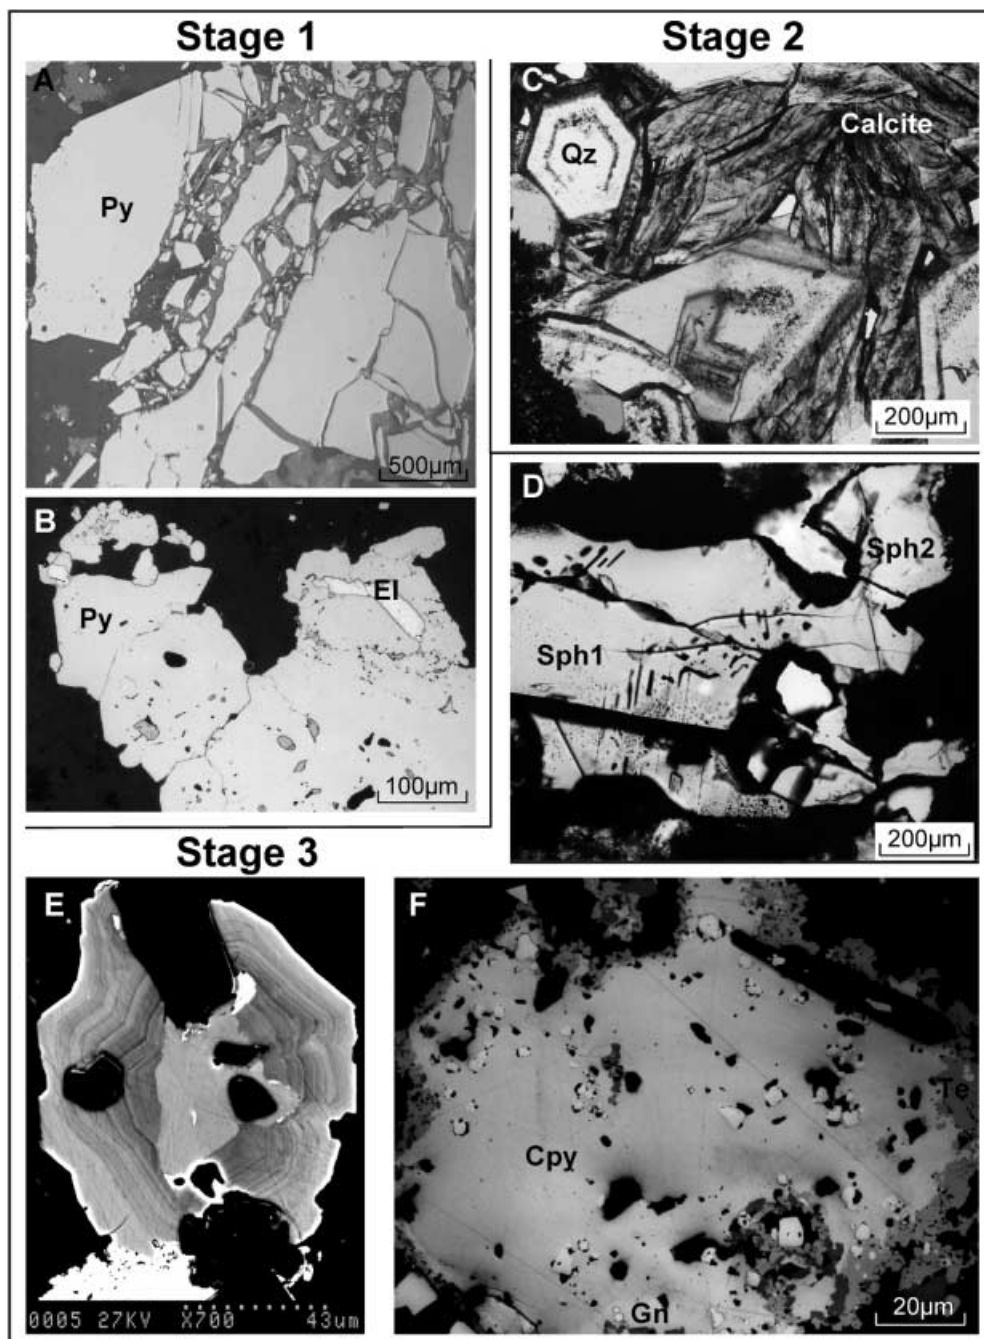 Stage 1
Stage 2
A
Py
500µm
B
El
Py
100µm
C
Qz
Calcite
200µm
D
Sph2
Sph1
200µm
Stage 3
E
0005 27KV X700 43um
F
Te
Cpy
Gn
20µm